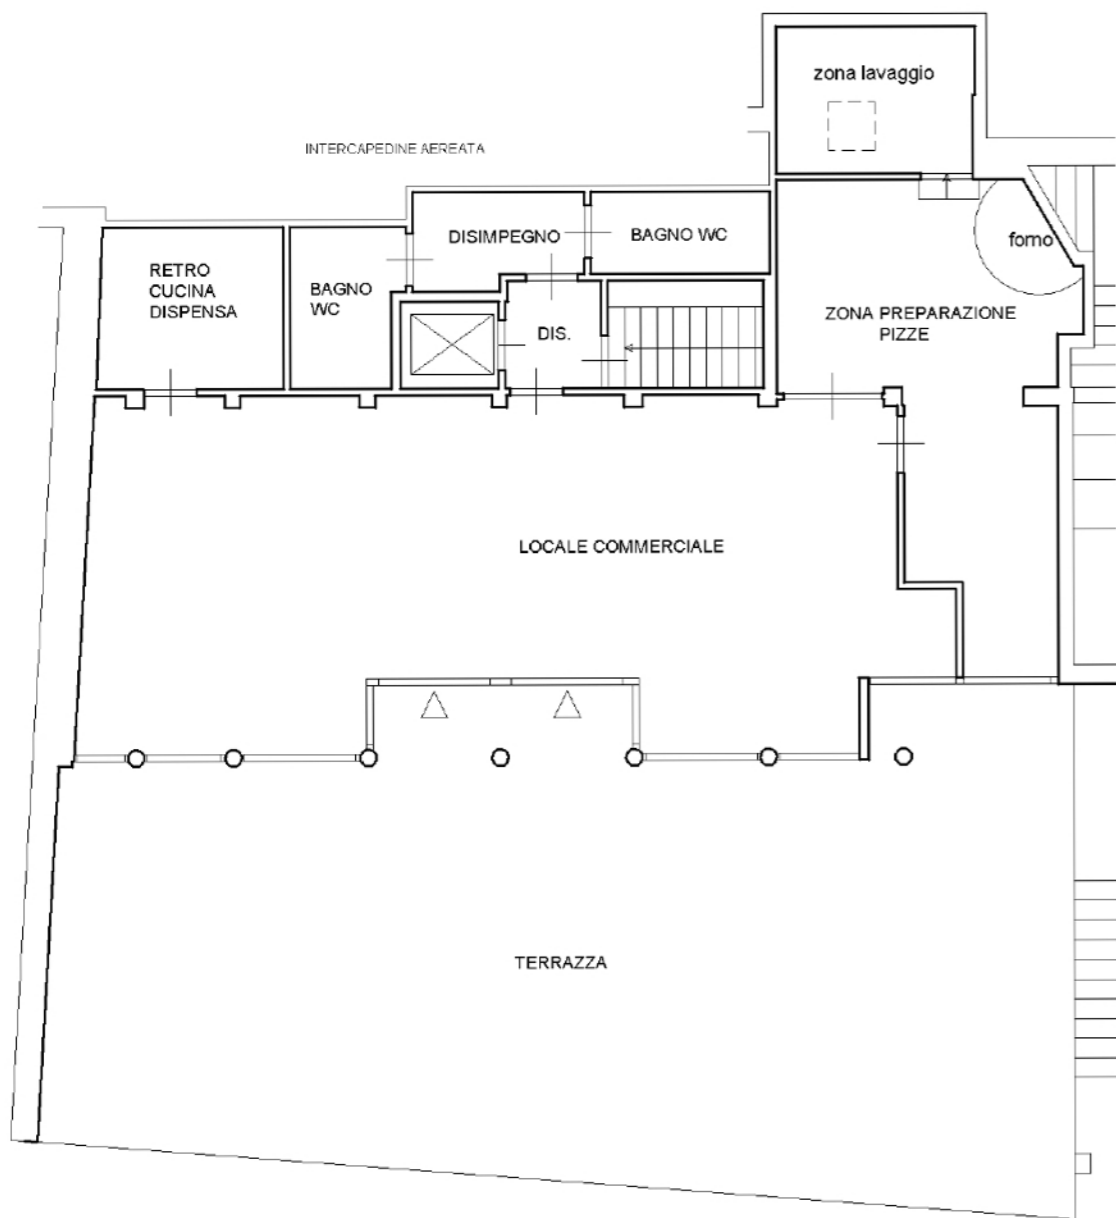 zona lavaggio
INTERCAPEDINE AEREATA
DISIMPEGNO
BAGNO WC
forno
RETRO
CUCINA
DISPENSA
BAGNO
WC
DIS.
ZONA PREPARAZIONE
PIZZE
LOCALE COMMERCIALE
TERRAZZA